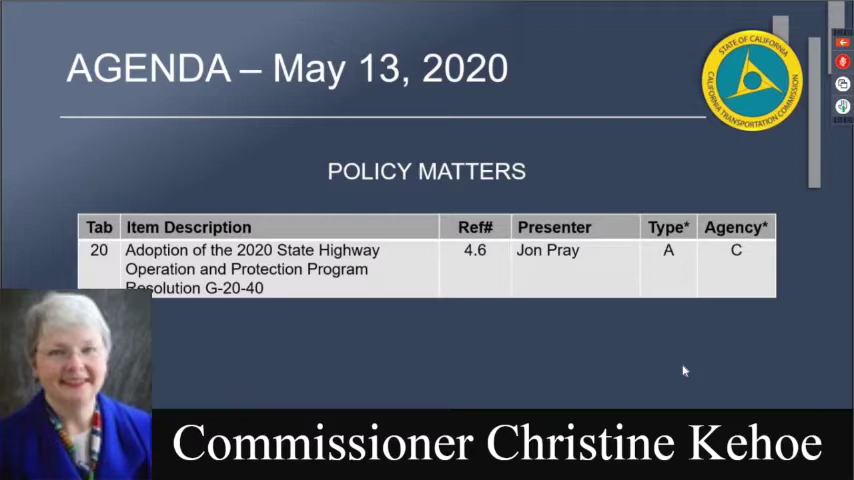 AGENDA – May 13, 2020
STATE OF CALIFORNIA
CALIFORNIA TRANSPORTATION COMMISSION
POLICY MATTERS
Tab Item Description Ref# Presenter Type* Agency*
20 Adoption of the 2020 State Highway 4.6 Jon Pray A C
Operation and Protection Program
Resolution G-20-40
Commissioner Christine Kehoe